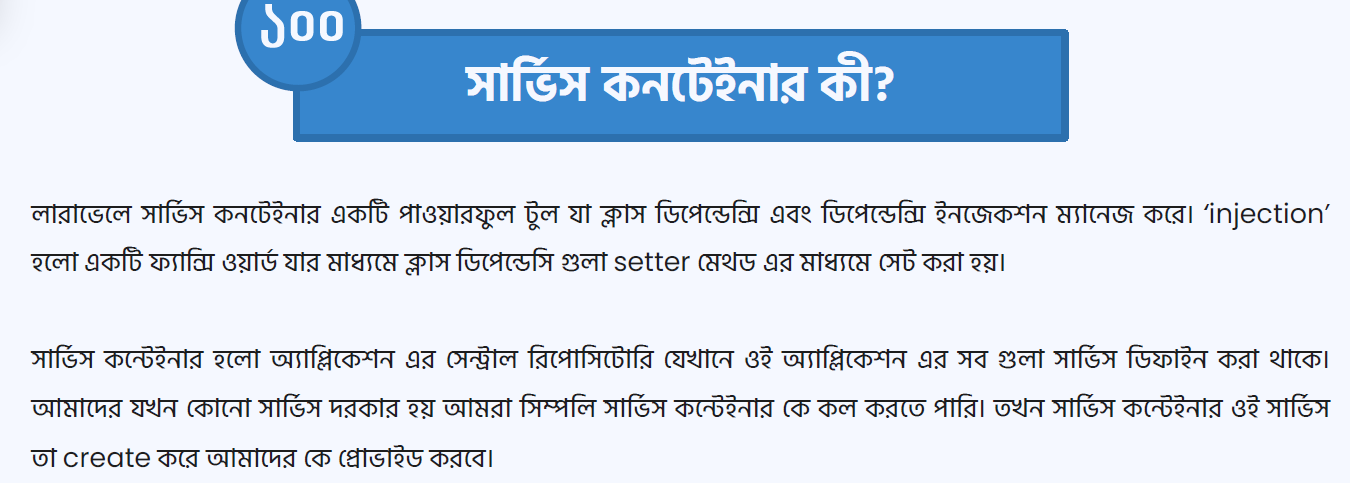 ১০০
সার্ভিস কনটেইনার কী?
লারাভেলে সার্ভিস কনটেইনার একটি পাওয়ারফুল টুল যা ক্লাস ডিপেন্ডেন্সি এবং ডিপেন্ডেন্সি ইনজেকশন ম্যানেজ করে। ‘injection’
হলো একটি ফ্যান্সি ওয়ার্ড যার মাধ্যমে ক্লাস ডিপেন্ডেসি গুলা setter মেথড এর মাধ্যমে সেট করা হয়।
সার্ভিস কন্টেইনার হলো অ্যাপ্লিকেশন এর সেন্ট্রাল রিপোসিটোরি যেখানে ওই অ্যাপ্লিকেশন এর সব গুলা সার্ভিস ডিফাইন করা থাকে।
আমাদের যখন কোনো সার্ভিস দরকার হয় আমরা সিম্পলি সার্ভিস কন্টেইনার কে কল করতে পারি। তখন সার্ভিস কন্টেইনার ওই সার্ভিস
তা create করে আমাদের কে প্রোভাইড করবে।